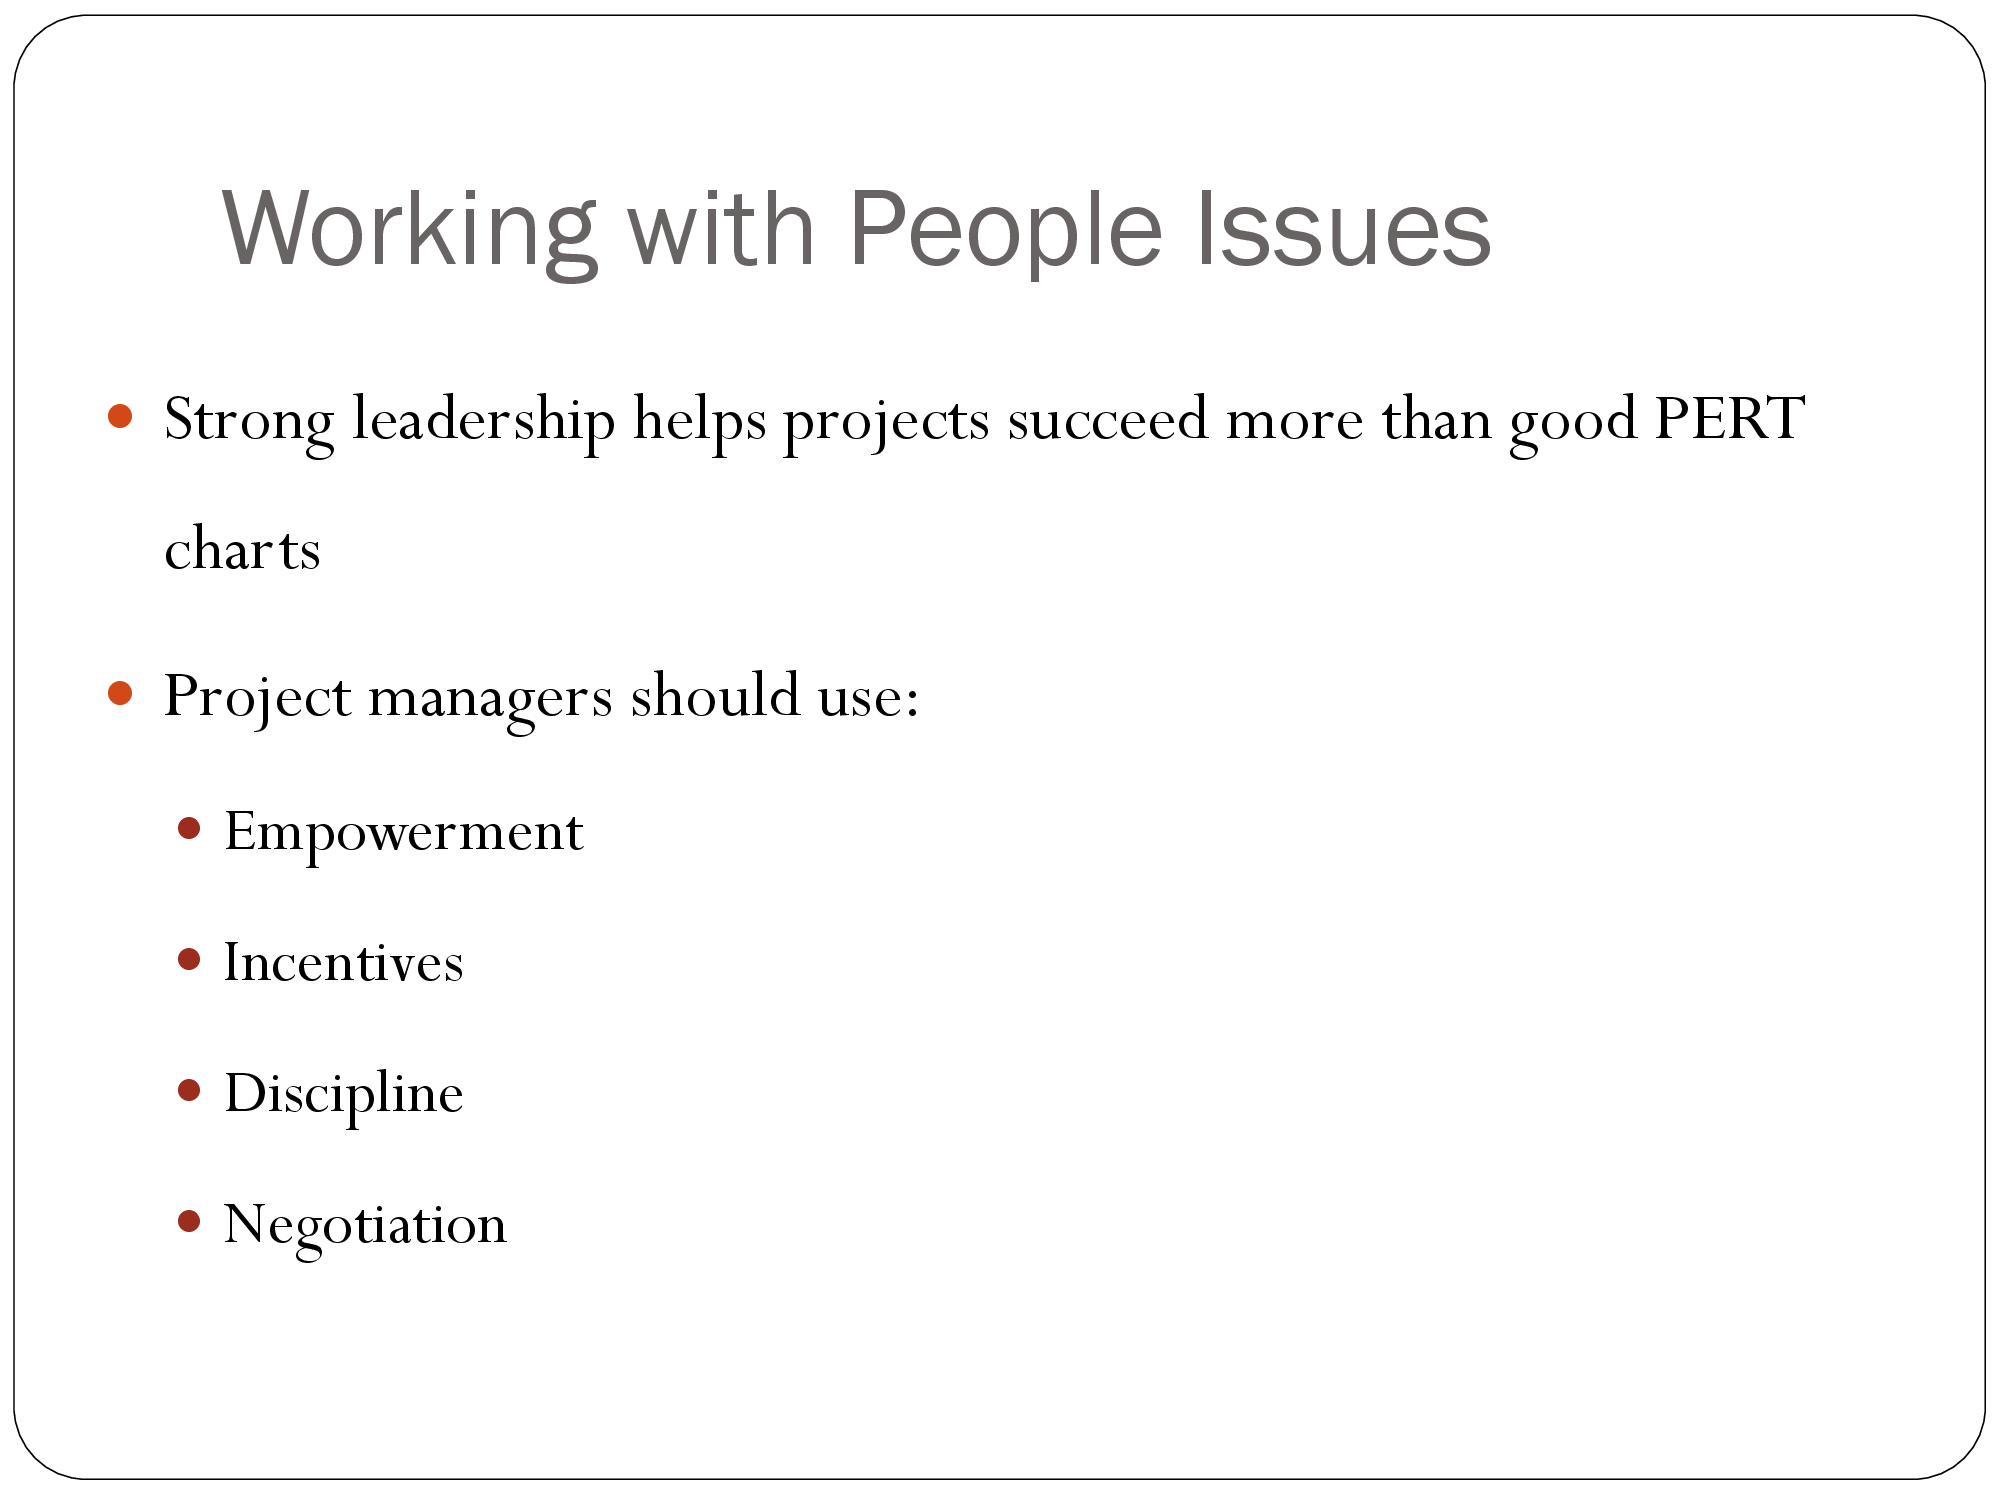 Working with People Issues
Strong leadership helps projects succeed more than good PERT
charts
Project managers should use:
Empowerment
Incentives
Discipline
Negotiation